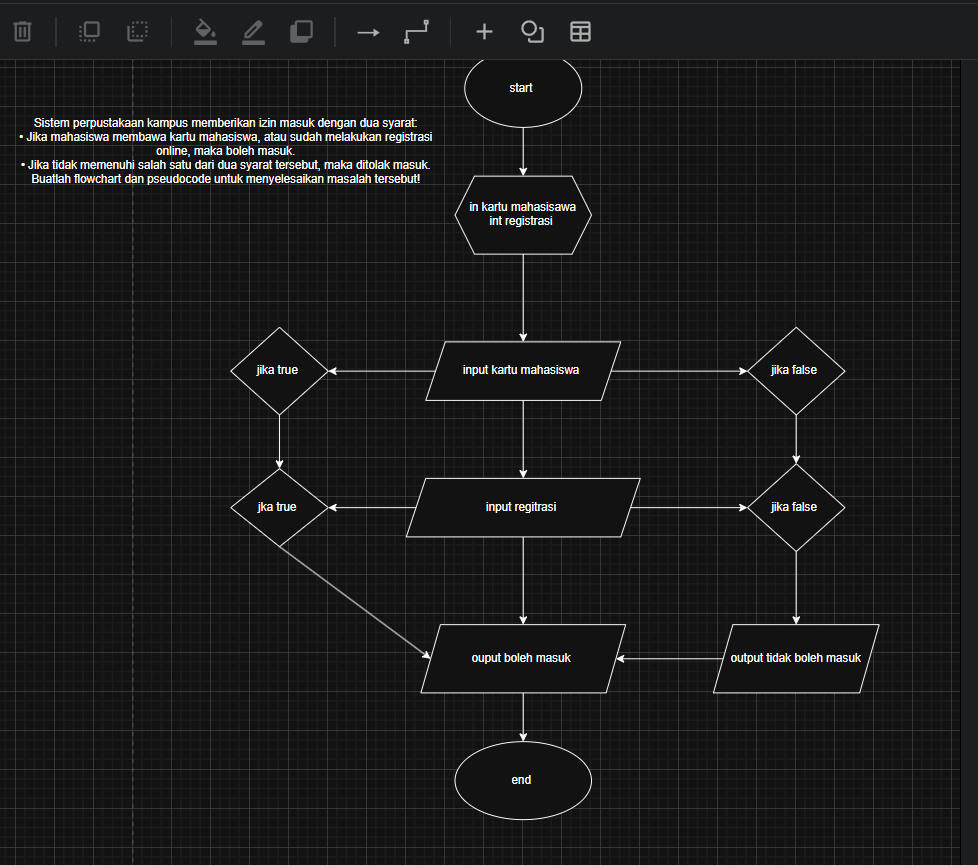 start
Sistem perpustakaan kampus memberikan izin masuk dengan dua syarat:
• Jika mahasiswa membawa kartu mahasiswa, atau sudah melakukan registrasi
online, maka boleh masuk.
• Jika tidak memenuhi salah satu dari dua syarat tersebut, maka ditolak masuk.
Buatlah flowchart dan pseudocode untuk menyelesaikan masalah tersebut!
in kartu mahasisawa
int registrasi
jika true
input kartu mahasiswa
jika false
jka true
input regitrasi
jika false
ouput boleh masuk
output tidak boleh masuk
end